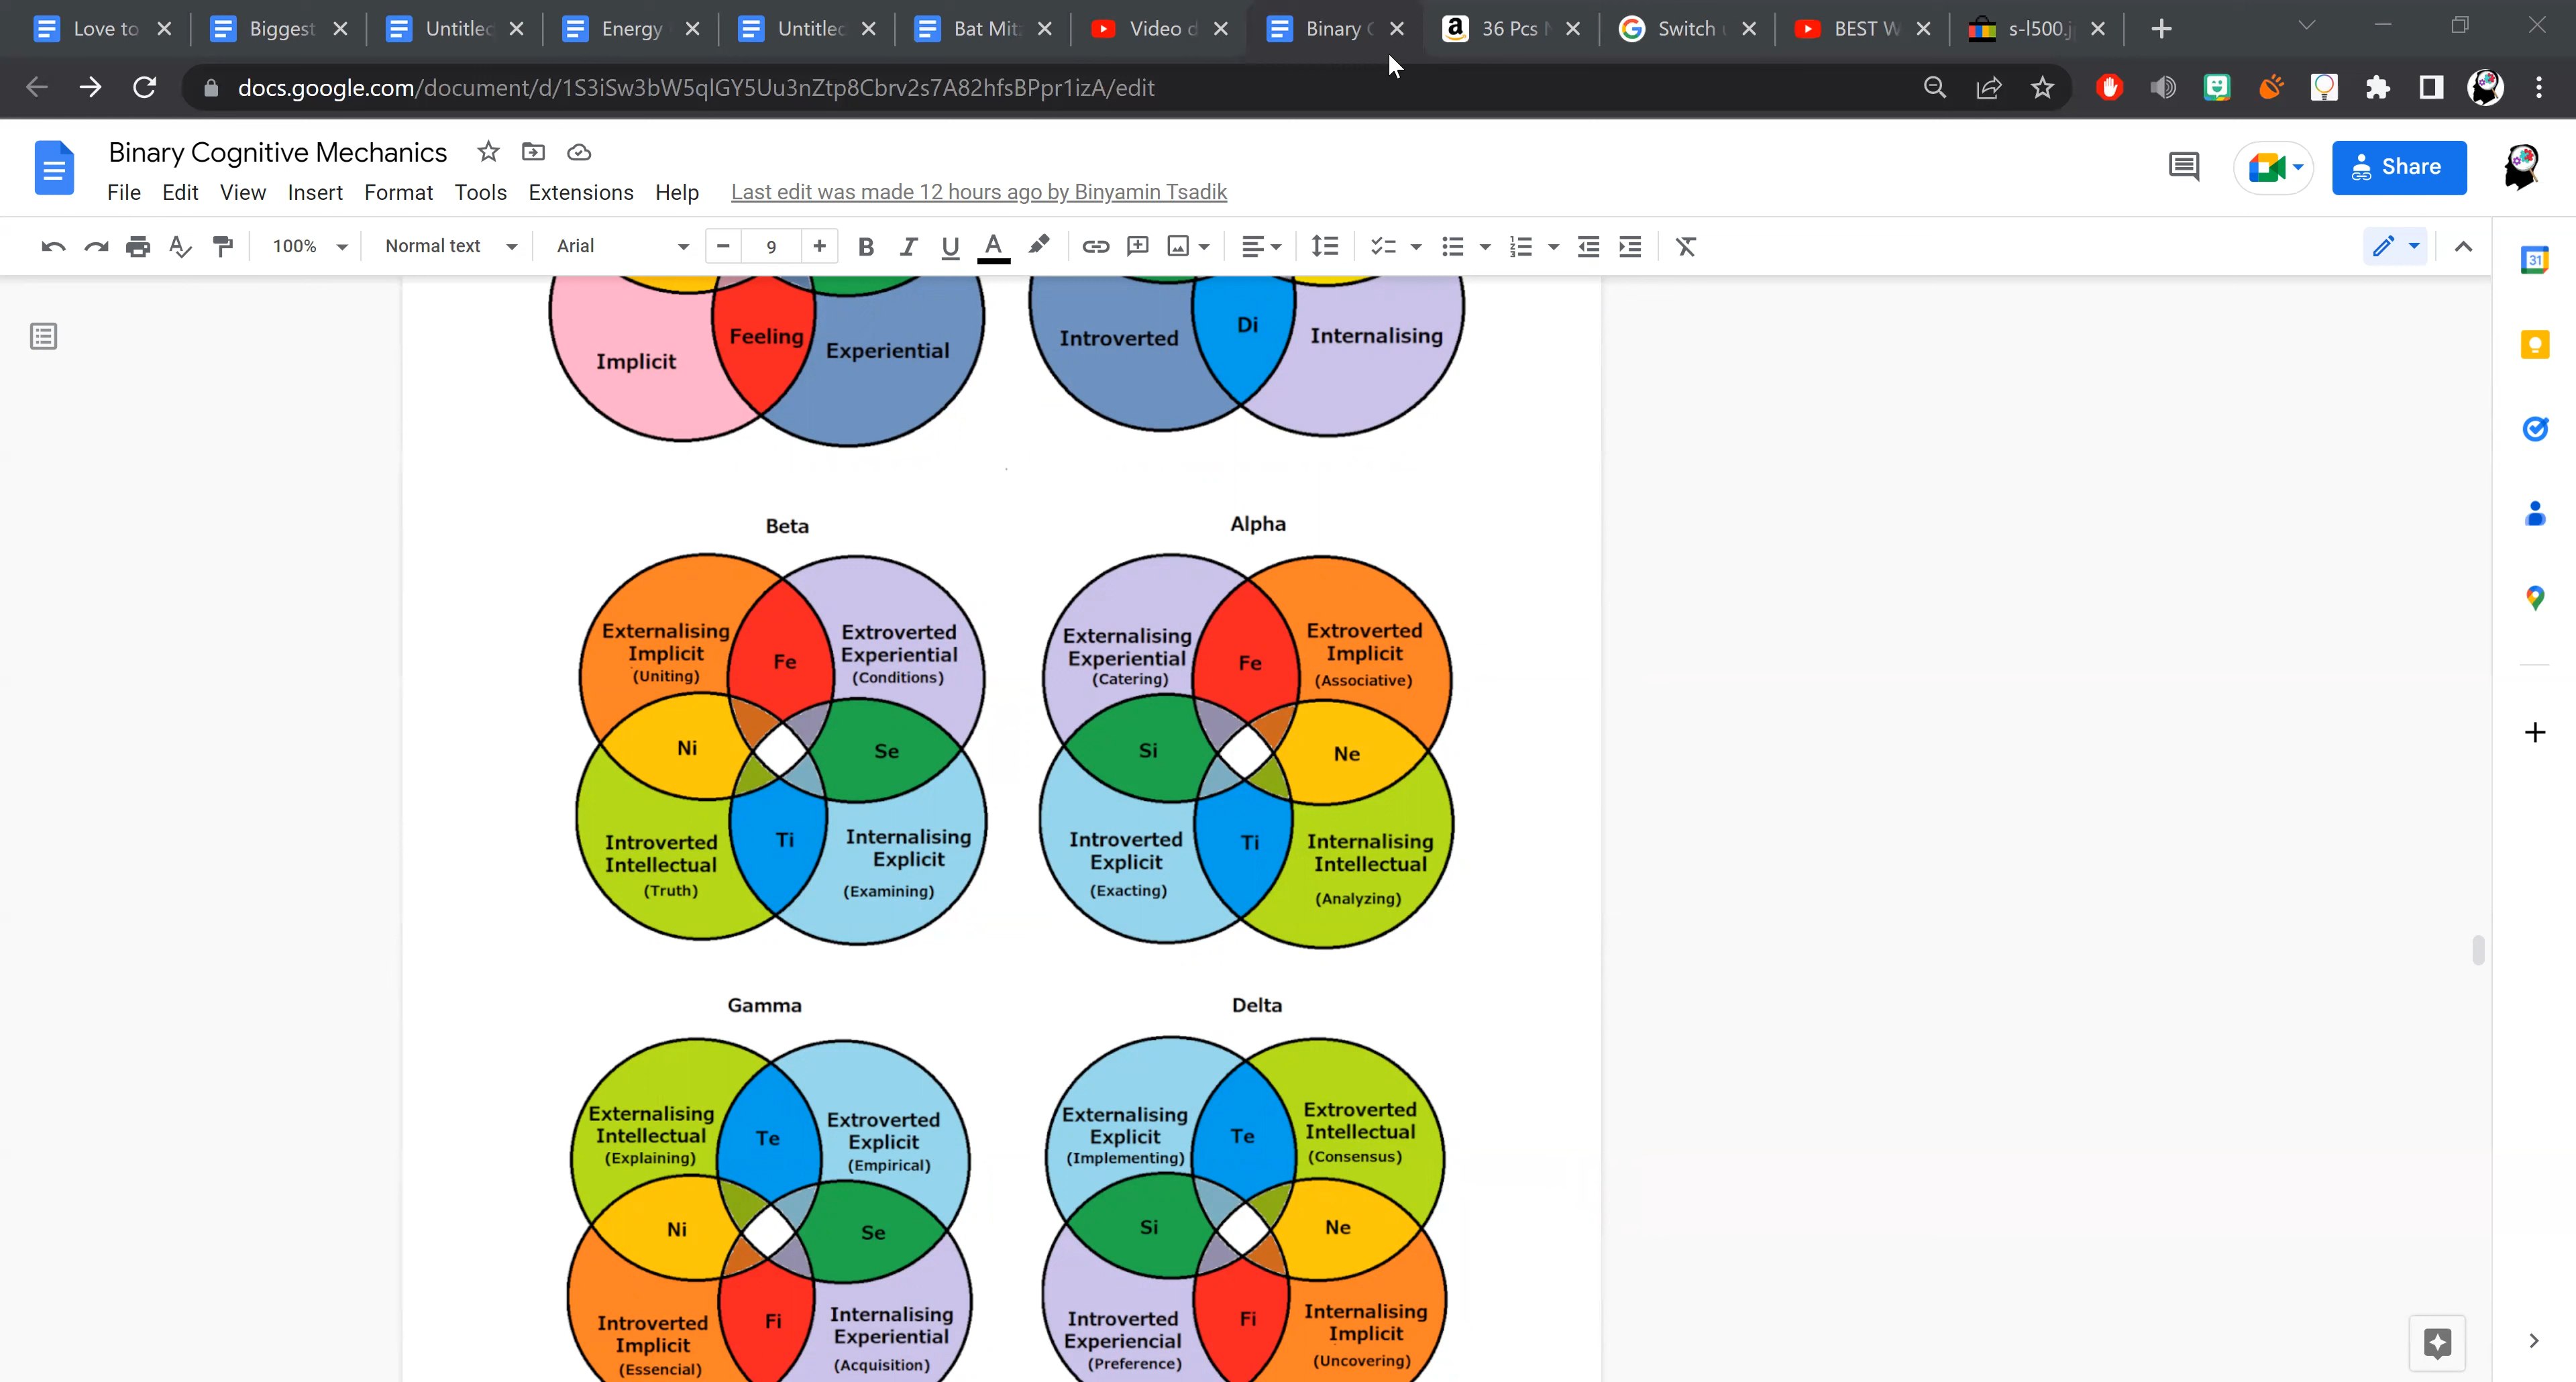 Love to
Biggest
Untitled
Energy
Untitled
Bat Mit
Video d
Binary C
36 Pcs
Switch u
BEST W
s-l500.j
docs.google.com/document/d/1S3iSw3bW5qlGY5Uu3nZtp8Cbrv2s7A82hfsBPpr1izA/edit
Binary Cognitive Mechanics
File Edit View Insert Format Tools Extensions Help Last edit was made 12 hours ago by Binyamin Tsadik
Share
100% Normal text Arial 9
31
Feeling
Implicit
Experiential
Di
Introverted
Internalising
Beta
Externalising
Implicit
(Uniting)
Fe
Extroverted
Experiential
(Conditions)
Ni
Se
Introverted
Intellectual
(Truth)
Ti
Internalising
Explicit
(Examining)
Alpha
Externalising
Experiential
(Catering)
Fe
Extroverted
Implicit
(Associative)
Si
Ne
Introverted
Explicit
(Exacting)
Ti
Internalising
Intellectual
(Analyzing)
Gamma
Externalising
Intellectual
(Explaining)
Te
Extroverted
Explicit
(Empirical)
Ni
Se
Introverted
Implicit
(Essencial)
Fi
Internalising
Experiential
(Acquisition)
Delta
Externalising
Explicit
(Implementing)
Te
Extroverted
Intellectual
(Consensus)
Si
Ne
Introverted
Experiencial
(Preference)
Fi
Internalising
Implicit
(Uncovering)